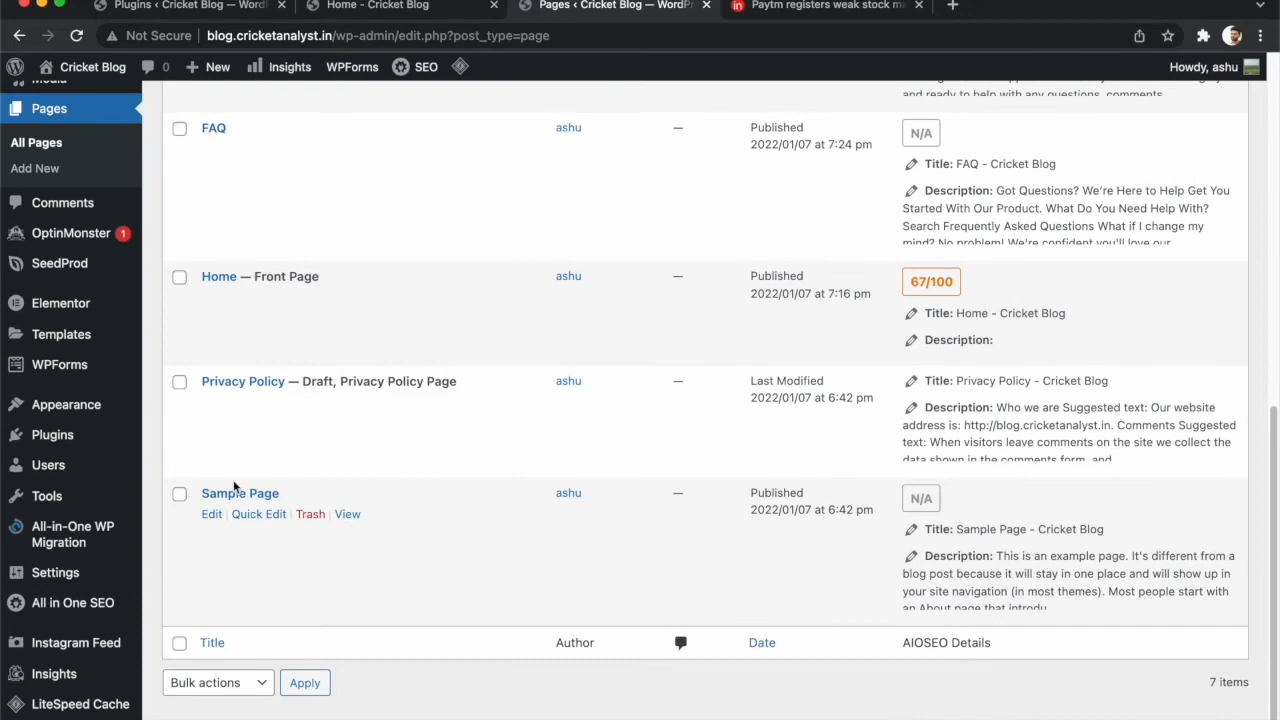 Plugins ‹ Cricket Blog — Word
Home - Cricket Blog
Pages ‹ Cricket Blog — WordPr
Paytm registers weak stock m
Not Secure
blog.cricketanalyst.in/wp-admin/edit.php?post_type=page
Cricket Blog
0
New
Insights
WPForms
SEO
Howdy, ashu
Media
Pages
All Pages
Add New
Comments
OptinMonster 1
SeedProd
Elementor
Templates
WPForms
Appearance
Plugins
Users
Tools
All-in-One WP
Migration
Settings
All in One SEO
Instagram Feed
Insights
LiteSpeed Cache
and ready to help with any questions, comments,
FAQ
ashu
—
Published
2022/01/07 at 7:24 pm
N/A
Title: FAQ - Cricket Blog
Description: Got Questions? We're Here to Help Get You
Started With Our Product. What Do You Need Help With?
Search Frequently Asked Questions What if I change my
mind? No problem! We're confident you'll love our
Home — Front Page
ashu
—
Published
2022/01/07 at 7:16 pm
67/100
Title: Home - Cricket Blog
Description:
Privacy Policy — Draft, Privacy Policy Page
ashu
—
Last Modified
2022/01/07 at 6:42 pm
Title: Privacy Policy - Cricket Blog
Description: Who we are Suggested text: Our website
address is: http://blog.cricketanalyst.in. Comments Suggested
text: When visitors leave comments on the site we collect the
data shown in the comments form, and
Sample Page
Edit | Quick Edit | Trash | View
ashu
—
Published
2022/01/07 at 6:42 pm
N/A
Title: Sample Page - Cricket Blog
Description: This is an example page. It's different from a
blog post because it will stay in one place and will show up in
your site navigation (in most themes). Most people start with
an About page that introdu
Title
Author
Date
AIOSEO Details
Bulk actions
Apply
7 items